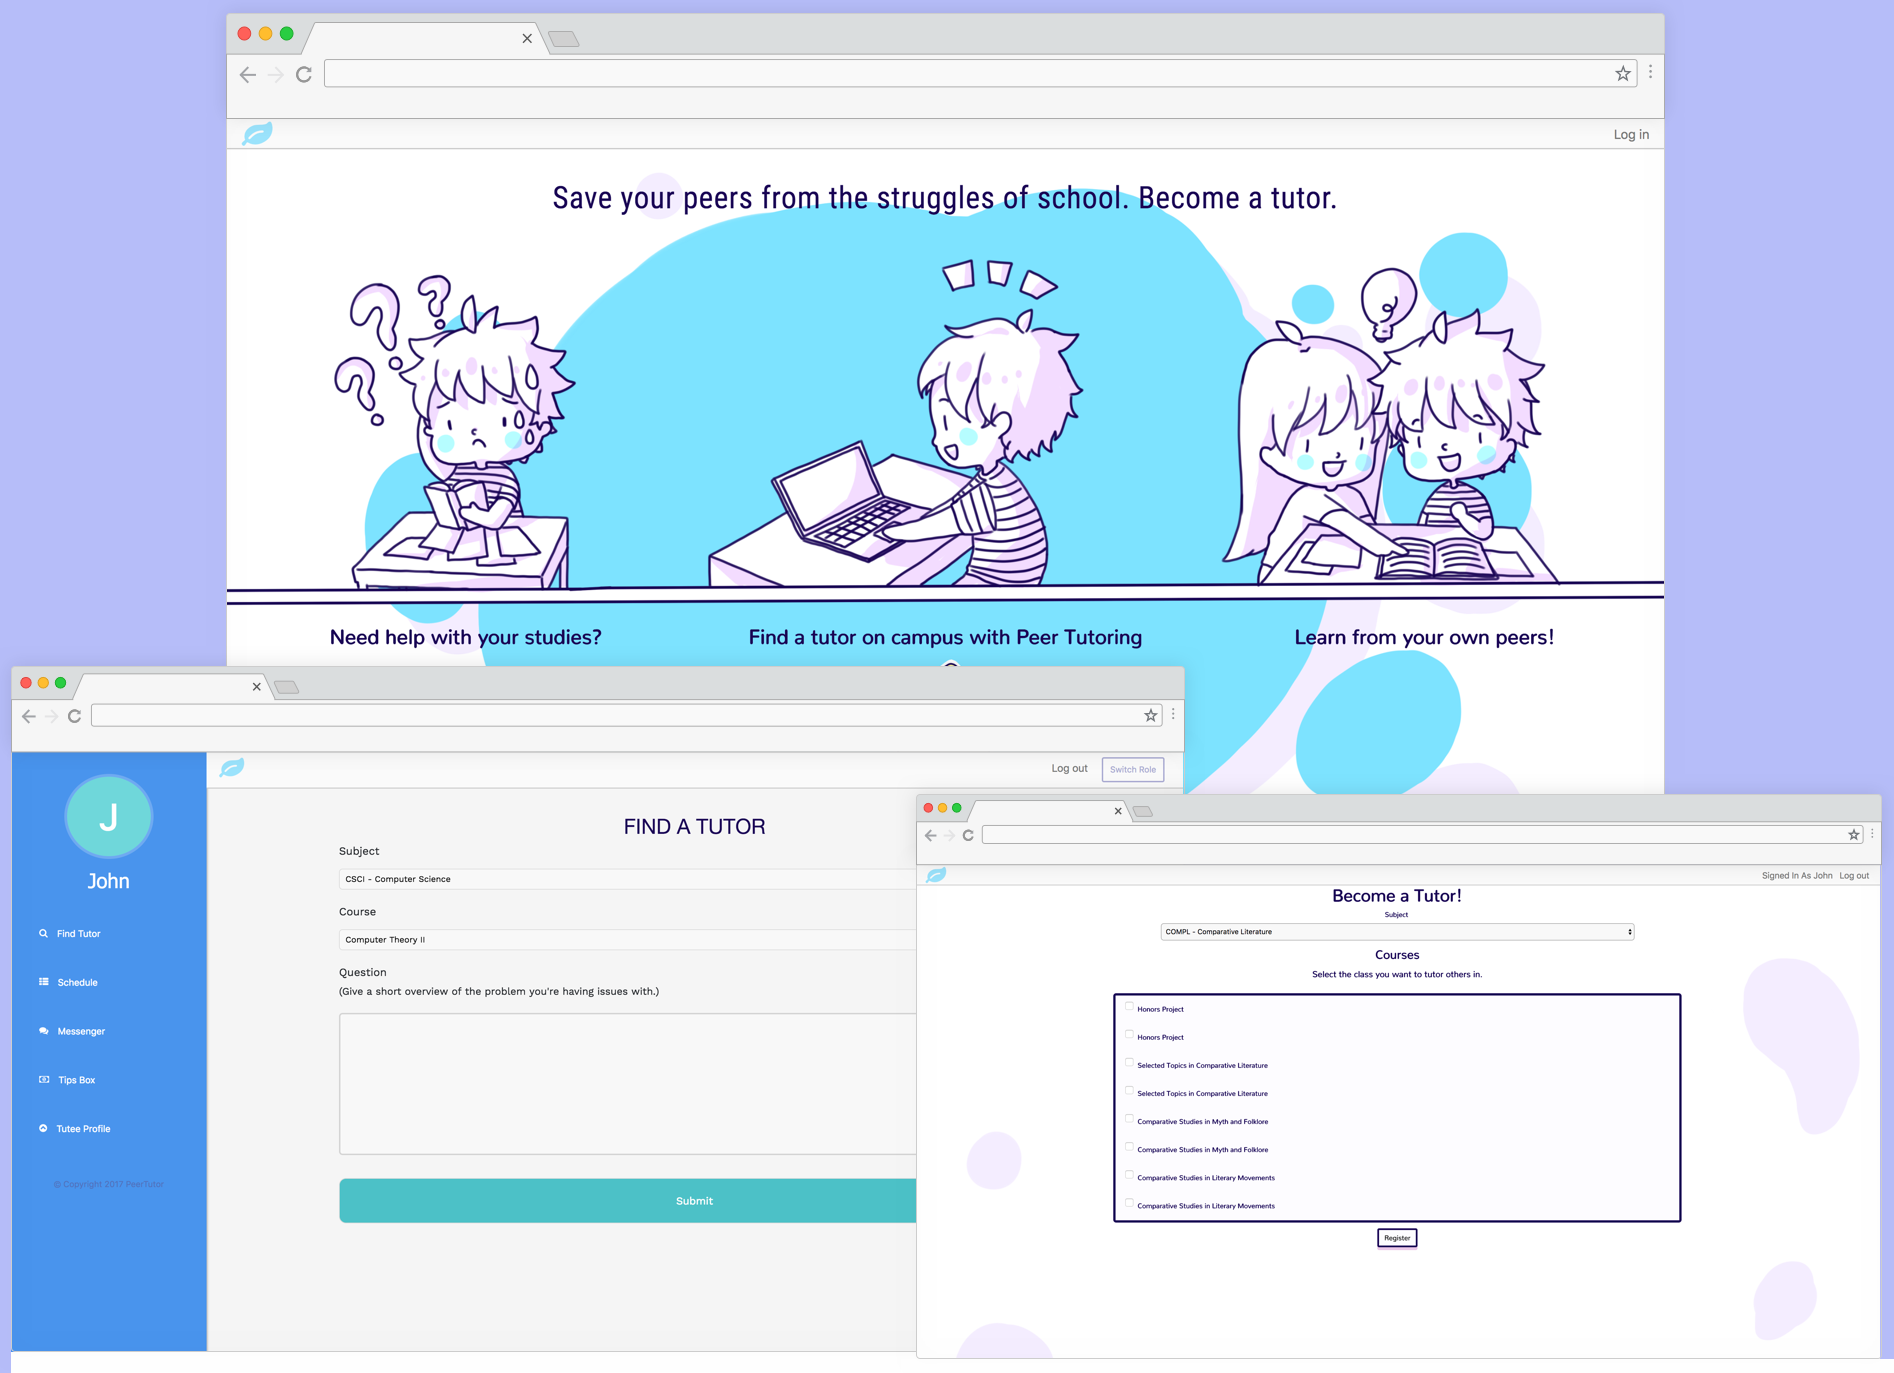 Log in
Save your peers from the struggles of school. Become a tutor.
Need help with your studies?
Find a tutor on campus with Peer Tutoring
Learn from your own peers!
J
John
Find Tutor
Schedule
Messenger
Tips Box
Tutee Profile
© Copyright 2017 PeerTutor
Log out
Switch Role
FIND A TUTOR
Subject
CSCI - Computer Science
Course
Computer Theory II
Question
(Give a short overview of the problem you're having issues with.)
Submit
Signed In As John Log out
Become a Tutor!
Subject
COMPL - Comparative Literature
Courses
Select the class you want to tutor others in.
Honors Project
Honors Project
Selected Topics in Comparative Literature
Selected Topics in Comparative Literature
Comparative Studies in Myth and Folklore
Comparative Studies in Myth and Folklore
Comparative Studies in Literary Movements
Comparative Studies in Literary Movements
Register